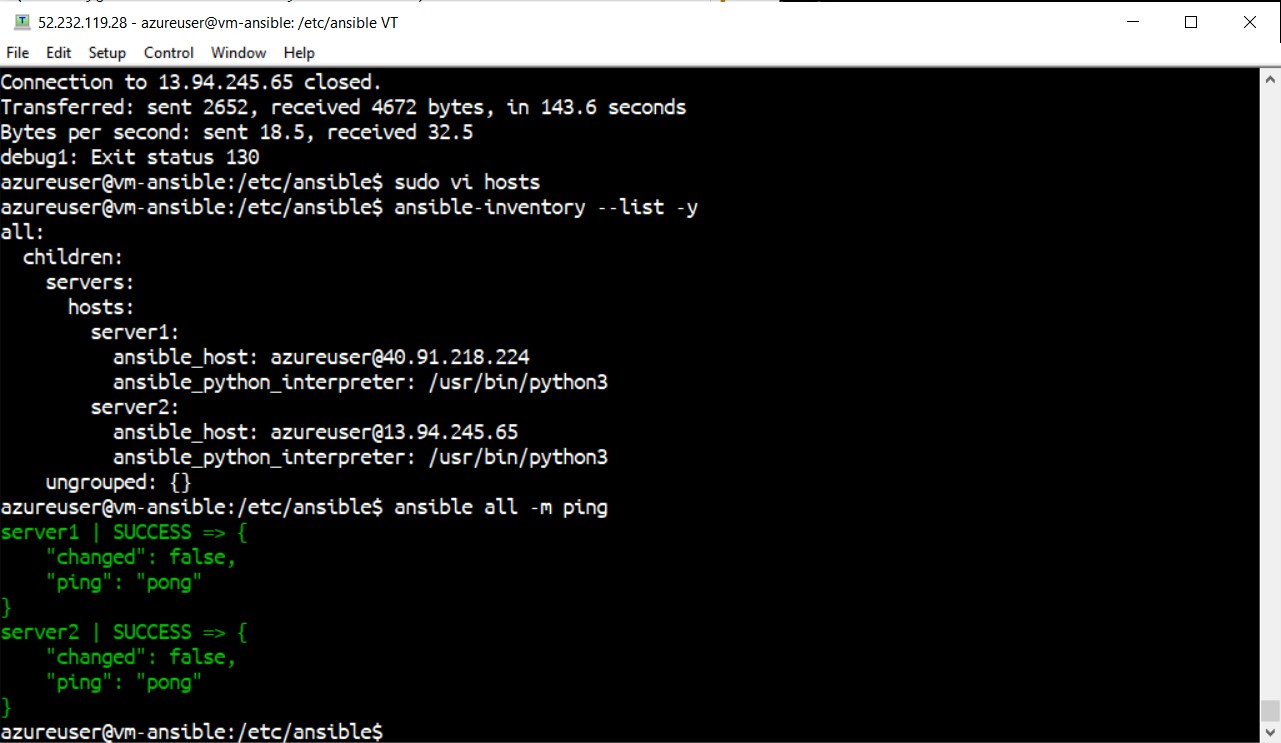 52.232.119.28 - azureuser@vm-ansible: /etc/ansible VT
File Edit Setup Control Window Help
Connection to 13.94.245.65 closed.
Transferred: sent 2652, received 4672 bytes, in 143.6 seconds
Bytes per second: sent 18.5, received 32.5
debug1: Exit status 130
azureuser@vm-ansible:/etc/ansible$ sudo vi hosts
azureuser@vm-ansible:/etc/ansible$ ansible-inventory --list -y
all:
  children:
    servers:
      hosts:
        server1:
          ansible_host: azureuser@40.91.218.224
          ansible_python_interpreter: /usr/bin/python3
        server2:
          ansible_host: azureuser@13.94.245.65
          ansible_python_interpreter: /usr/bin/python3
    ungrouped: {}
azureuser@vm-ansible:/etc/ansible$ ansible all -m ping
server1 | SUCCESS => {
    "changed": false,
    "ping": "pong"
}
server2 | SUCCESS => {
    "changed": false,
    "ping": "pong"
}
azureuser@vm-ansible:/etc/ansible$